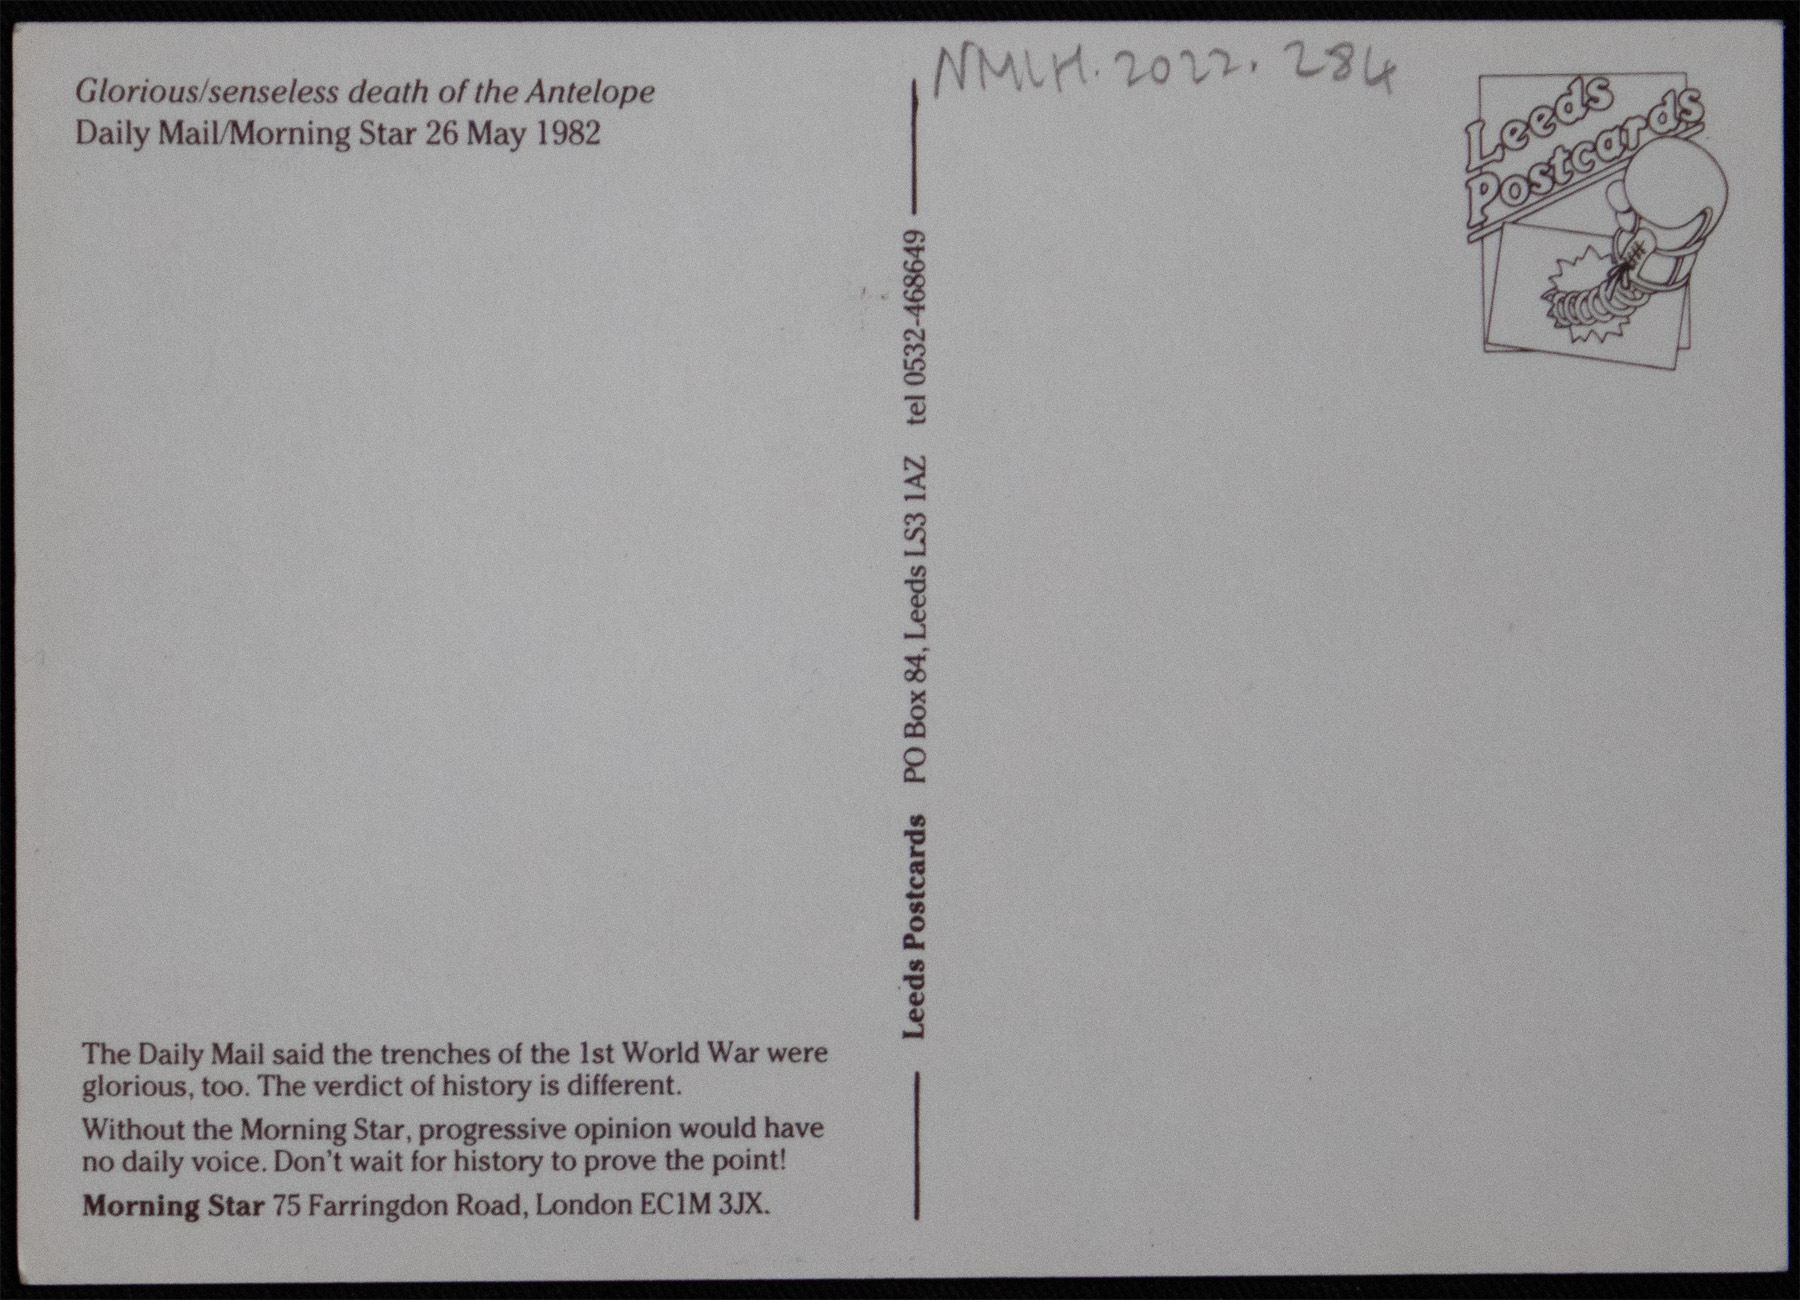 Glorious/senseless death of the Antelope
Daily Mail/Morning Star 26 May 1982
The Daily Mail said the trenches of the 1st World War were
glorious, too. The verdict of history is different.
Without the Morning Star, progressive opinion would have
no daily voice. Don't wait for history to prove the point!
Morning Star 75 Farringdon Road, London EC1M 3JX.
Leeds Postcards PO Box 84, Leeds LS3 1AZ tel 0532-468649
NMLH. 2022. 284
Leeds
Postcards